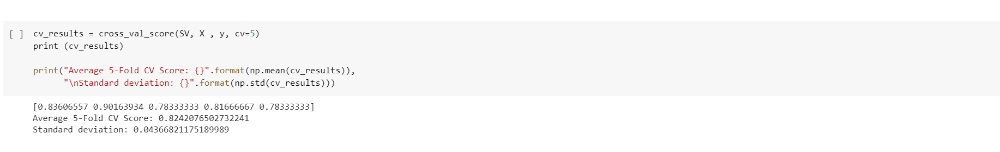 [ ] cv_results = cross_val_score(SV, X , y, cv=5)
print (cv_results)
print("Average 5-Fold CV Score: {}".format(np.mean(cv_results)),
"\nStandard deviation: {}".format(np.std(cv_results)))
[0.83606557 0.90163934 0.78333333 0.81666667 0.78333333]
Average 5-Fold CV Score: 0.8242076502732241
Standard deviation: 0.04366821175189989